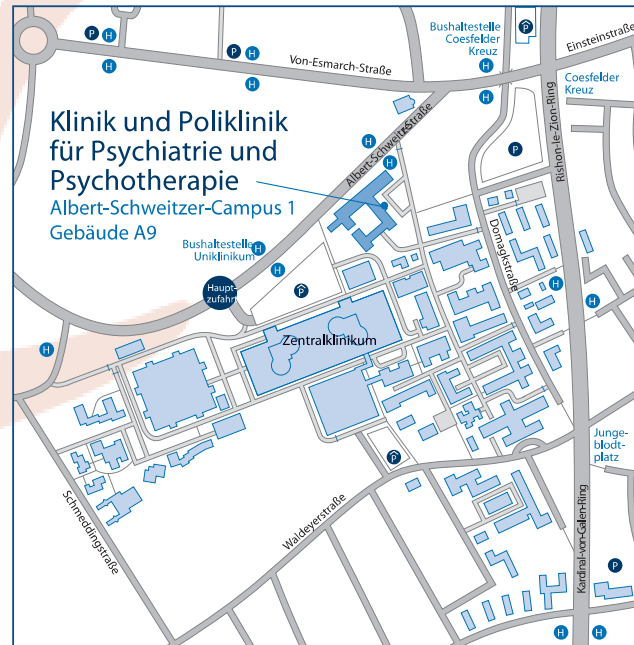 Bushaltestelle
Coesfelder
Kreuz
P
P
P
H
H
H
H
H
H
Von-Esmarch-Straße
Einsteinstraße
Coesfelder
Kreuz
Klinik und Poliklinik
für Psychiatrie und
Psychotherapie
Albert-Schweitzer-Campus 1
Gebäude A9
Albert-Schweitzer-Straße
H
H
P
Rishon-le-Zion-Ring
Domagkstraße
Bushaltestelle
Uniklinikum
H
H
Haupt-
zufahrt
P
H
H
Zentralklinikum
H
Junge-
blodt-
platz
P
Schmeddingstraße
Waldeyerstraße
Kardinal-von-Galen-Ring
P
H
H